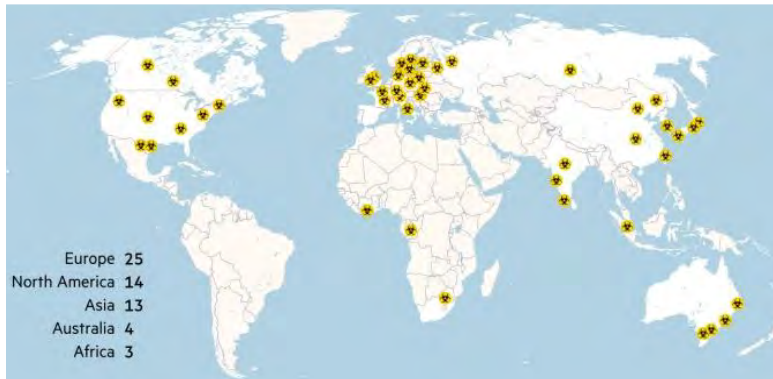 Europe 25
North America 14
Asia 13
Australia 4
Africa 3